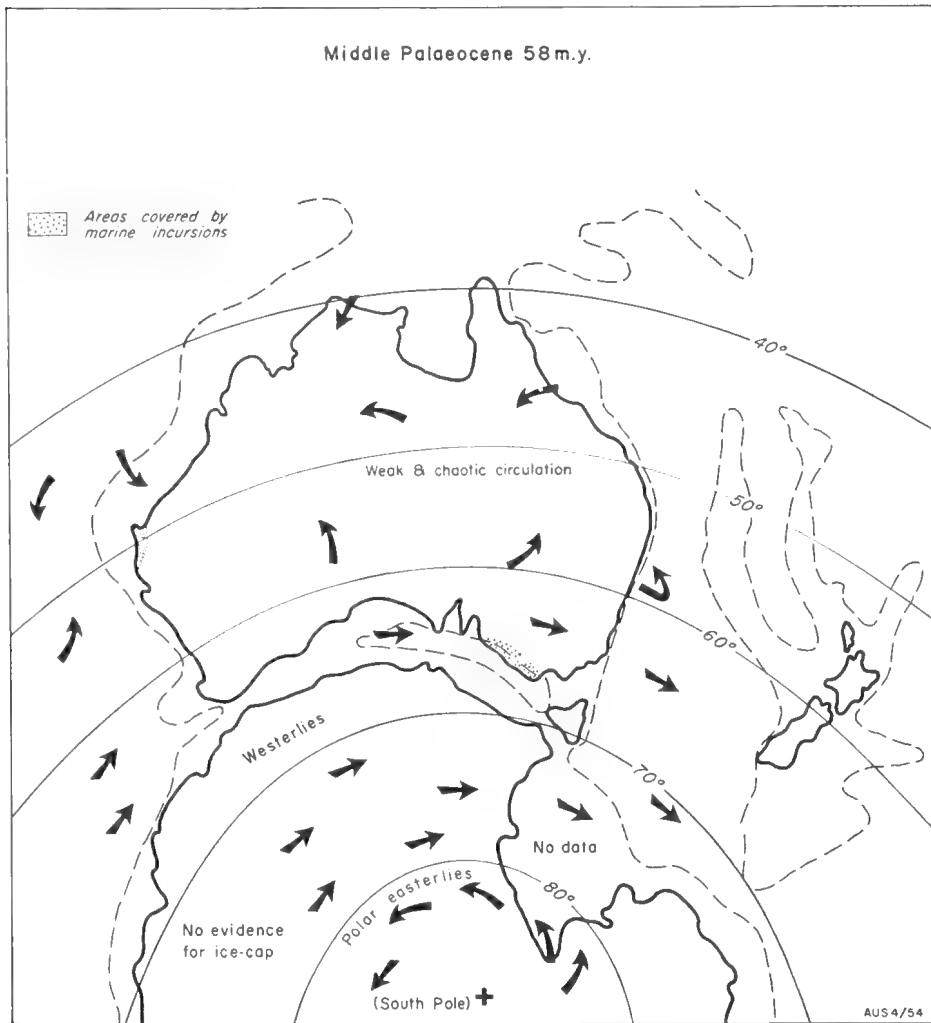 Middle Palaeocene 58 m.y.
Areas covered by
marine incursions
40°
Weak & chaotic circulation
50°
60°
Westerlies
70°
No data
Polar easterlies
80°
No evidence
for ice-cap
(South Pole)
AUS 4/54